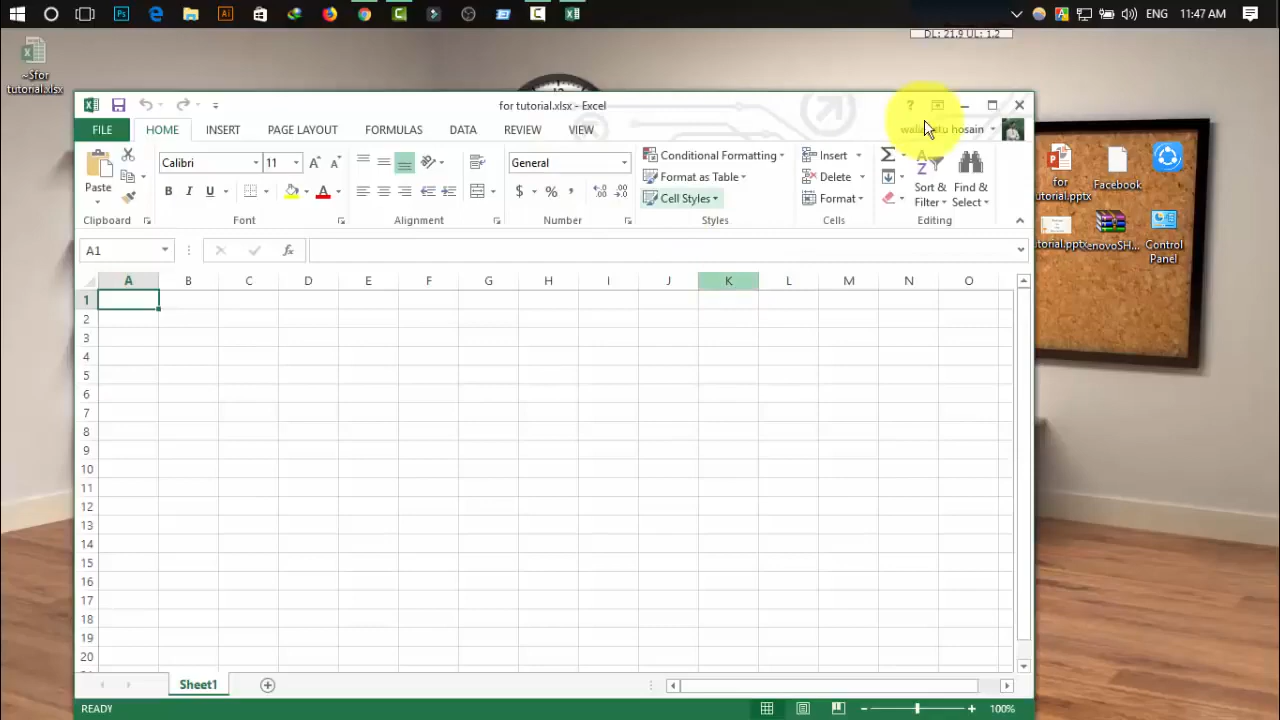 Ps
Ai
ENG
11:47 AM
DL: 21.9 UL: 1.2
~$for
tutorial.xlsx
for tutorial.xlsx - Excel
?
FILE
HOME
INSERT
PAGE LAYOUT
FORMULAS
DATA
REVIEW
VIEW
hosain
Paste
Clipboard
Calibri
11
B
I
U
Font
Alignment
General
$
%
Number
Conditional Formatting
Format as Table
Cell Styles
Styles
Insert
Delete
Format
Cells
Sort &
Filter
Find &
Select
Editing
for
Facebook
Control
Panel
A1
fx
A B C D E F G H I J K L M N O
1
2
3
4
5
6
7
8
9
10
11
12
13
14
15
16
17
18
19
20
Sheet1
READY
100%